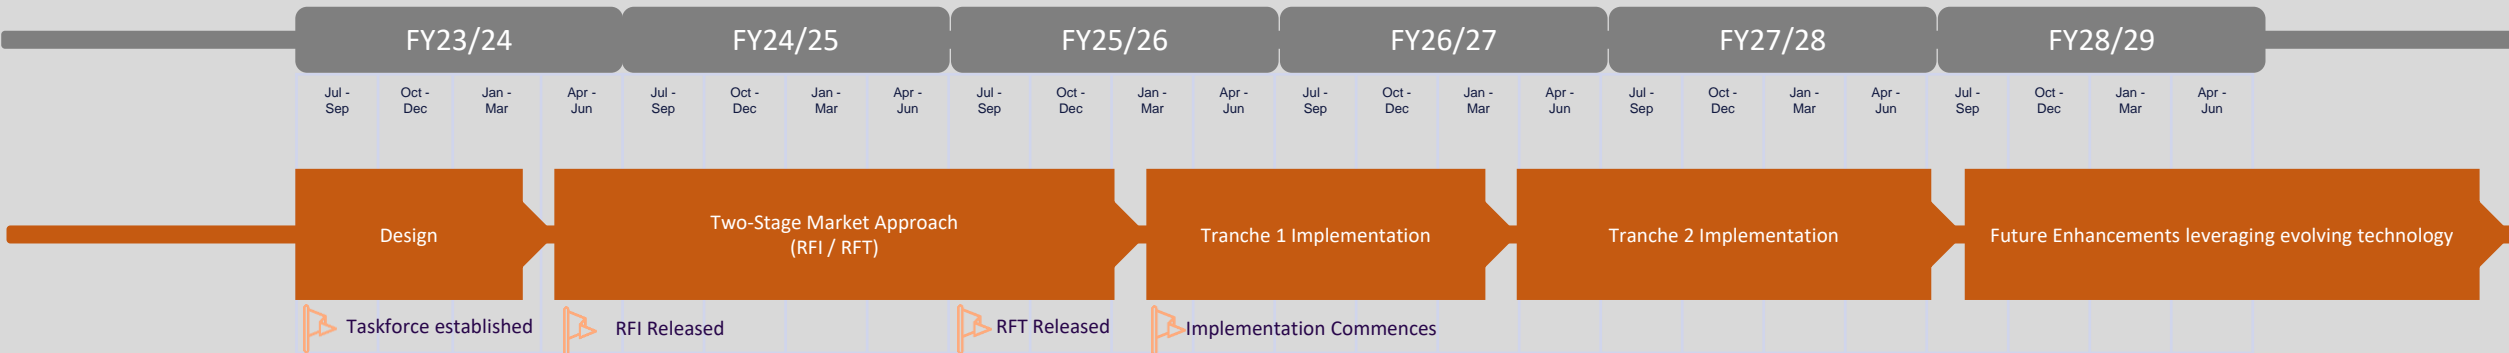 FY23/24 FY24/25 FY25/26 FY26/27 FY27/28 FY28/29
Jul - Oct - Jan - Apr - Jul - Oct - Jan - Apr - Jul - Oct - Jan - Apr - Jul - Oct - Jan - Apr - Jul - Oct - Jan - Apr - Jul - Oct - Jan - Apr -
Sep Dec Mar Jun Sep Dec Mar Jun Sep Dec Mar Jun Sep Dec Mar Jun Sep Dec Mar Jun Sep Dec Mar Jun
Design
Two-Stage Market Approach
(RFI / RFT)
Tranche 1 Implementation
Tranche 2 Implementation
Future Enhancements leveraging evolving technology
Taskforce established
RFI Released
RFT Released
Implementation Commences